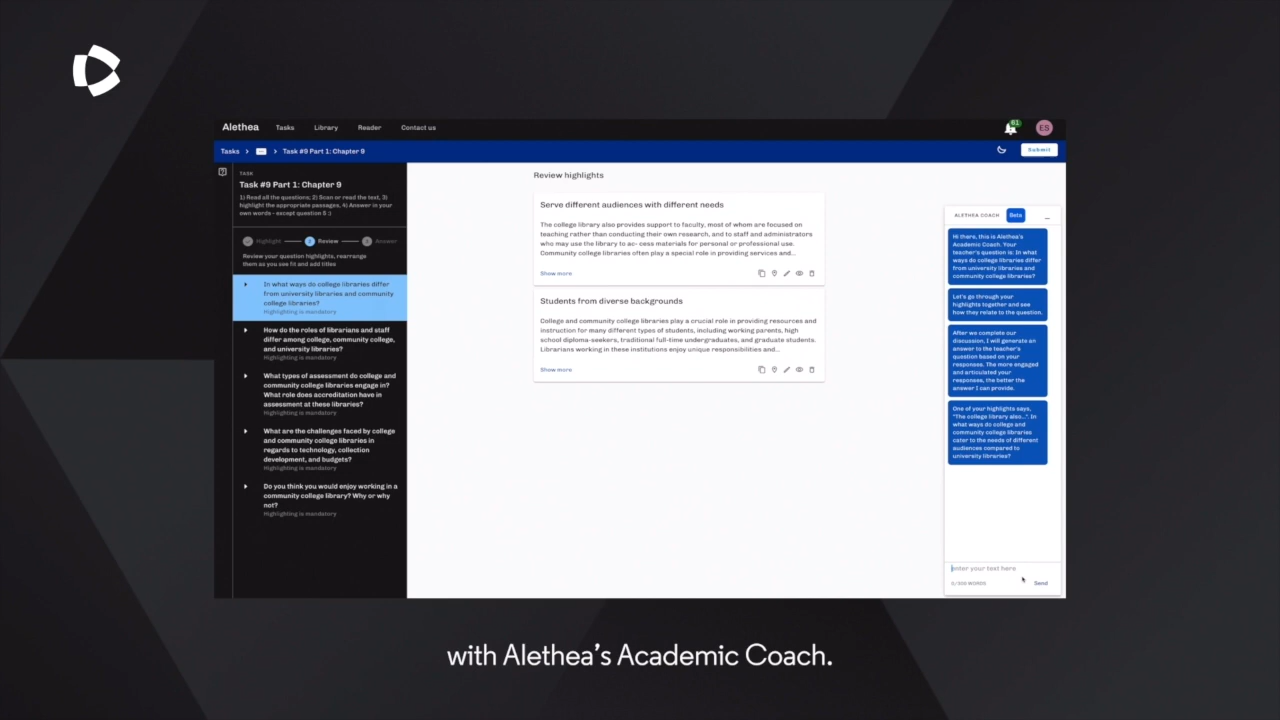 Alethea
Tasks
Library
Reader
Contact us
61
ES
Tasks > ... > Task #9 Part 1: Chapter 9
Submit
TASK
Task #9 Part 1: Chapter 9
1) Read all the questions; 2) Scan or read the text, 3)
highlight the appropriate passages, 4) Answer in your
own words - except question 5 :)
Highlight
2
Review
3
Answer
Review your question highlights, rearrange
them as you see fit and add titles
In what ways do college libraries differ
from university libraries and community
college libraries?
Highlighting is mandatory
How do the roles of librarians and staff
differ among college, community college,
and university libraries?
Highlighting is mandatory
What types of assessment do college and
community college libraries engage in?
What role does accreditation have in
assessment at these libraries?
Highlighting is mandatory
What are the challenges faced by college
and community college libraries in
regards to technology, collection
development, and budgets?
Highlighting is mandatory
Do you think you would enjoy working in a
community college library? Why or why
not?
Highlighting is mandatory
Review highlights
Serve different audiences with different needs
The college library also provides support to faculty, most of whom are focused on
teaching rather than conducting their own research, and to staff and administrators
who may use the library to ac- cess materials for personal or professional use.
Community college libraries often play a special role in providing services and...
Show more
Students from diverse backgrounds
College and community college libraries play a crucial role in providing resources and
instruction for many different types of students, including working parents, high
school diploma-seekers, traditional full-time undergraduates, and graduate students.
Librarians working in these institutions enjoy unique responsibilities and...
Show more
ALETHEA COACH
Beta
Hi there, this is Alethea's
Academic Coach. Your
teacher's question is: In what
ways do college libraries differ
from university libraries and
community college libraries?
Let's go through your
highlights together and see
how they relate to the question.
After we complete our
discussion, I will generate an
answer to the teacher's
question based on your
responses. The more engaged
and articulated your
responses, the better the
answer I can provide.
One of your highlights says,
"The college library also...". In
what ways do college and
community college libraries
cater to the needs of different
audiences compared to
university libraries?
Enter your text here
0/300 WORDS
Send
with Alethea's Academic Coach.